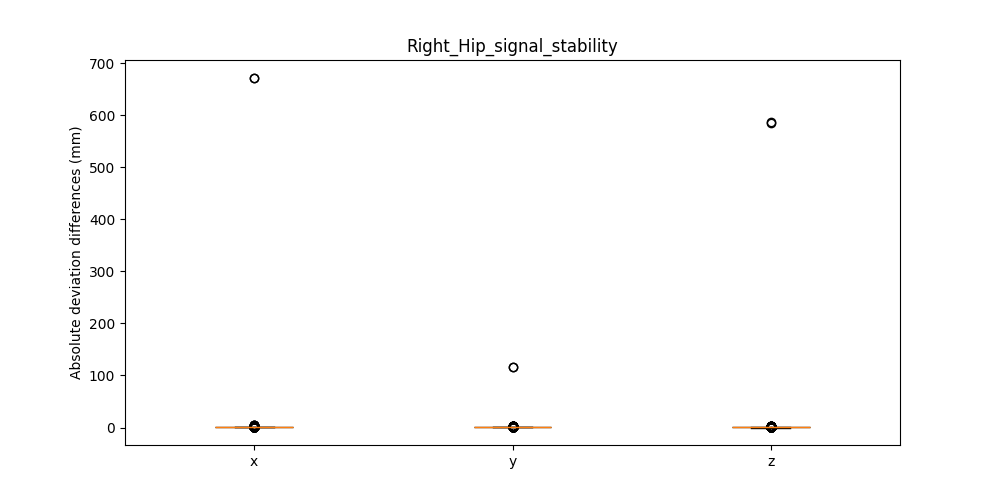 Right_Hip_signal_stability
Absolute deviation differences (mm)
700
600
500
400
300
200
100
0
x y z